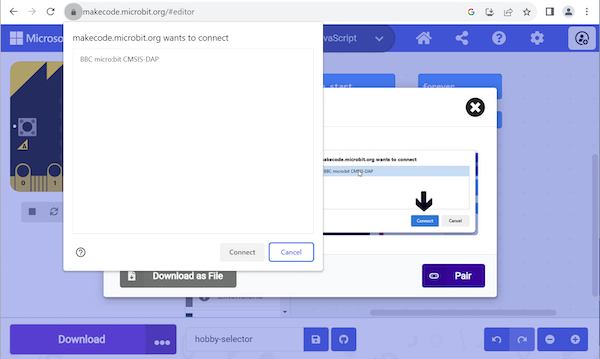 makecode.microbit.org/#editor
Microso
JavaScript
makecode.microbit.org wants to connect
BBC micro:bit CMSIS-DAP
Connect
Cancel
start
forever
makecode.microbit.org wants to connect
BBC micro:bit CMSIS-DAP
Connect
Cancel
0
1
Download as File
Pair
Extensions
Download
hobby-selector